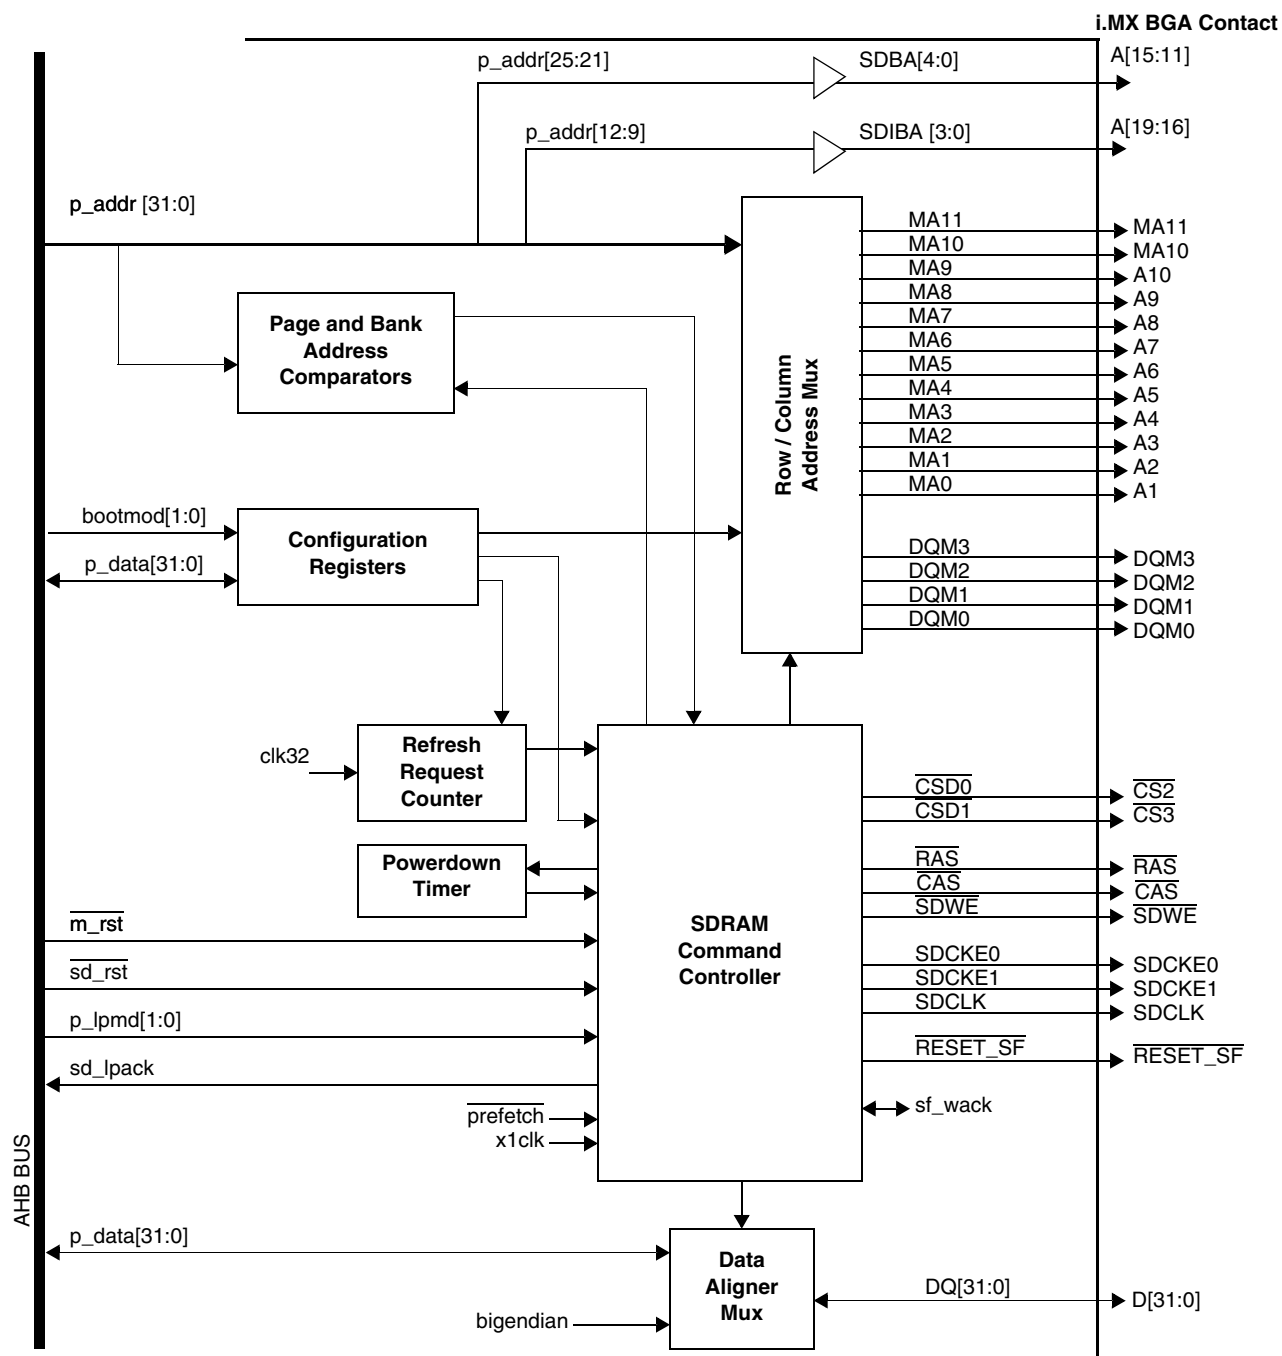 i.MX BGA Contact
p_addr[25:21]
SDBA[4:0]
A[15:11]
p_addr[12:9]
SDIBA [3:0]
A[19:16]
p_addr [31:0]
MA11
MA11
MA10
MA10
MA9
A10
MA8
A9
MA7
A8
MA6
A7
MA5
A6
MA4
A5
MA3
A4
MA2
A3
MA1
A2
MA0
A1
Page and Bank
Address
Comparators
Row / Column
Address Mux
bootmod[1:0]
p_data[31:0]
Configuration
Registers
DQM3
DQM3
DQM2
DQM2
DQM1
DQM1
DQM0
DQM0
clk32
Refresh
Request
Counter
Powerdown
Timer
CSD0
CS2
CSD1
CS3
RAS
RAS
CAS
CAS
SDWE
SDWE
SDRAM
Command
Controller
m_rst
sd_rst
p_lpmd[1:0]
sd_lpack
SDCKE0
SDCKE0
SDCKE1
SDCKE1
SDCLK
SDCLK
RESET_SF
RESET_SF
prefetch
x1clk
sf_wack
AHB BUS
p_data[31:0]
Data
Aligner
Mux
DQ[31:0]
D[31:0]
bigendian